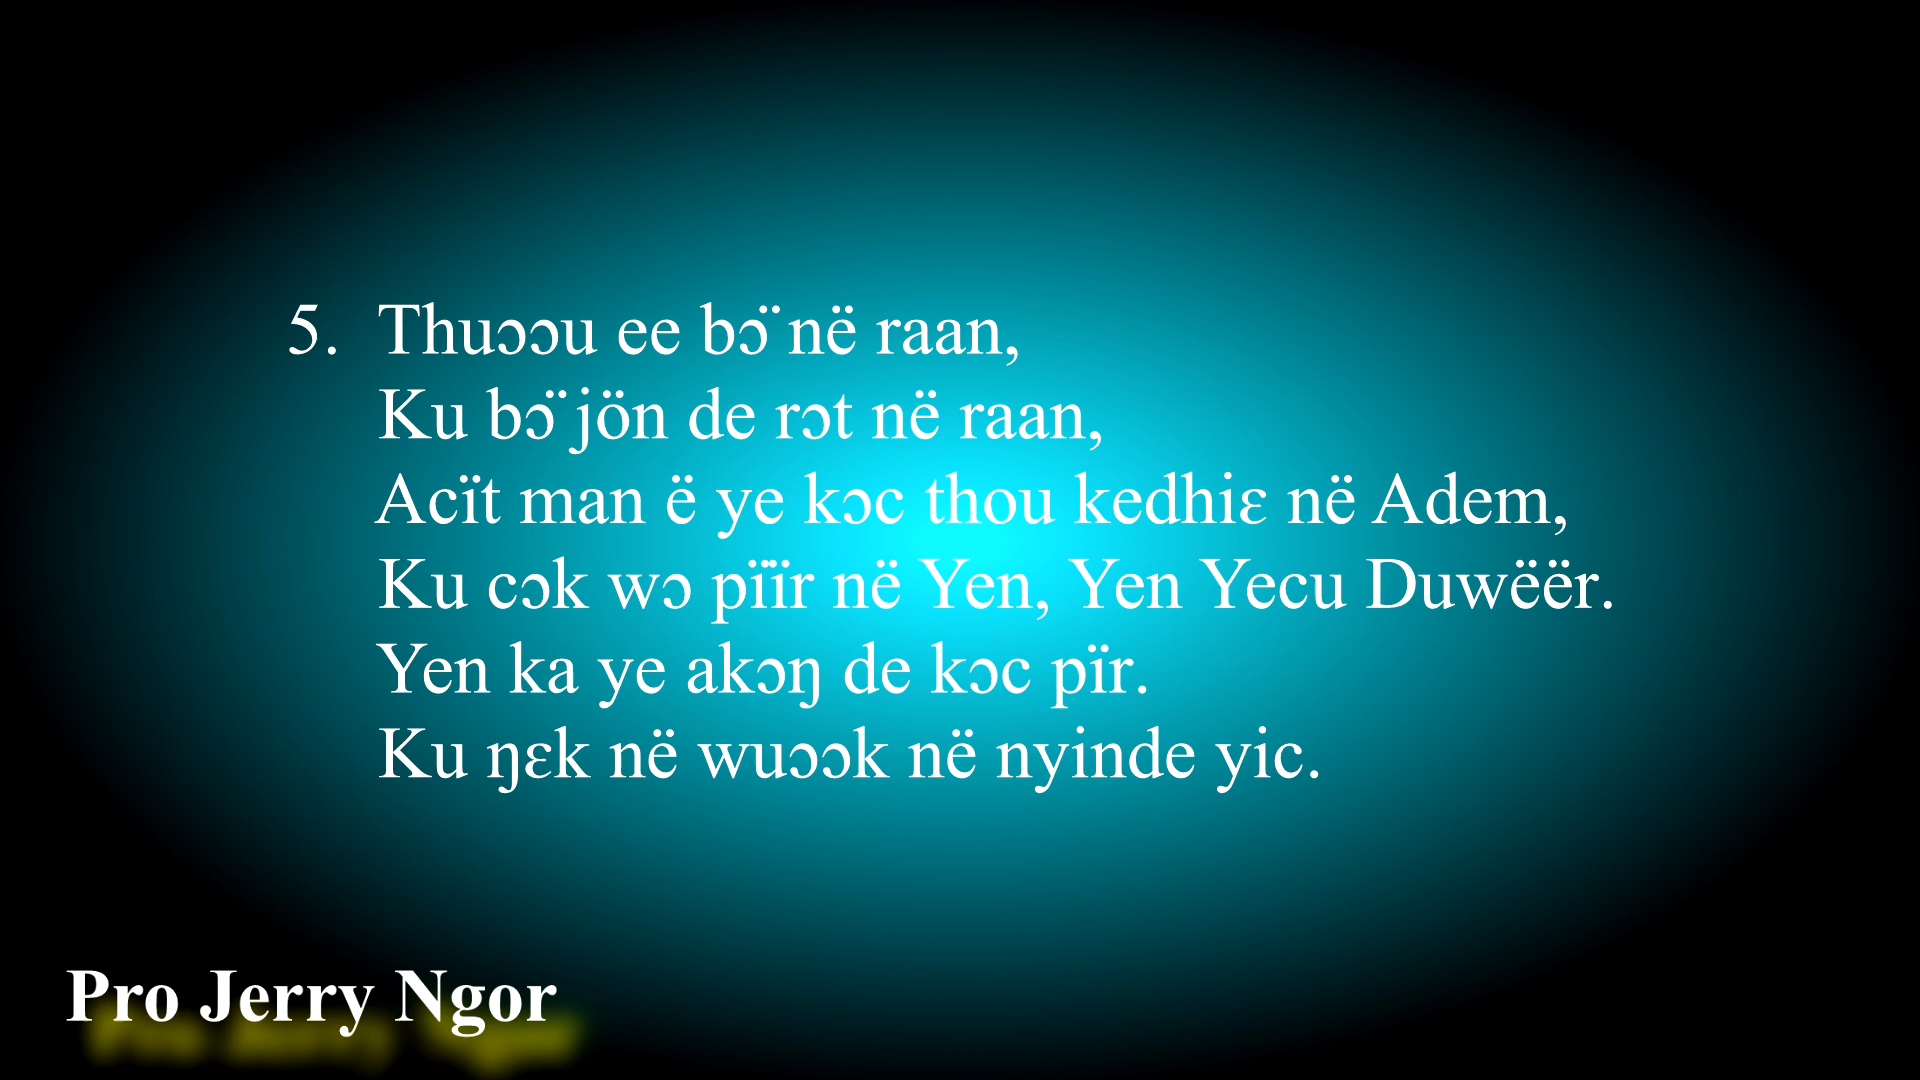 5. Thuɔɔu ee bɔ̈ në raan,
Ku bɔ̈ jön de rɔt në raan,
Acït man ë ye kɔc thou kedhiɛ në Adem,
Ku cɔk wɔ pïïr në Yen, Yen Yecu Duwëër.
Yen ka ye akɔŋ de kɔc pïr.
Ku ŋɛk në wuɔɔk në nyinde yic.
Pro Jerry Ngor